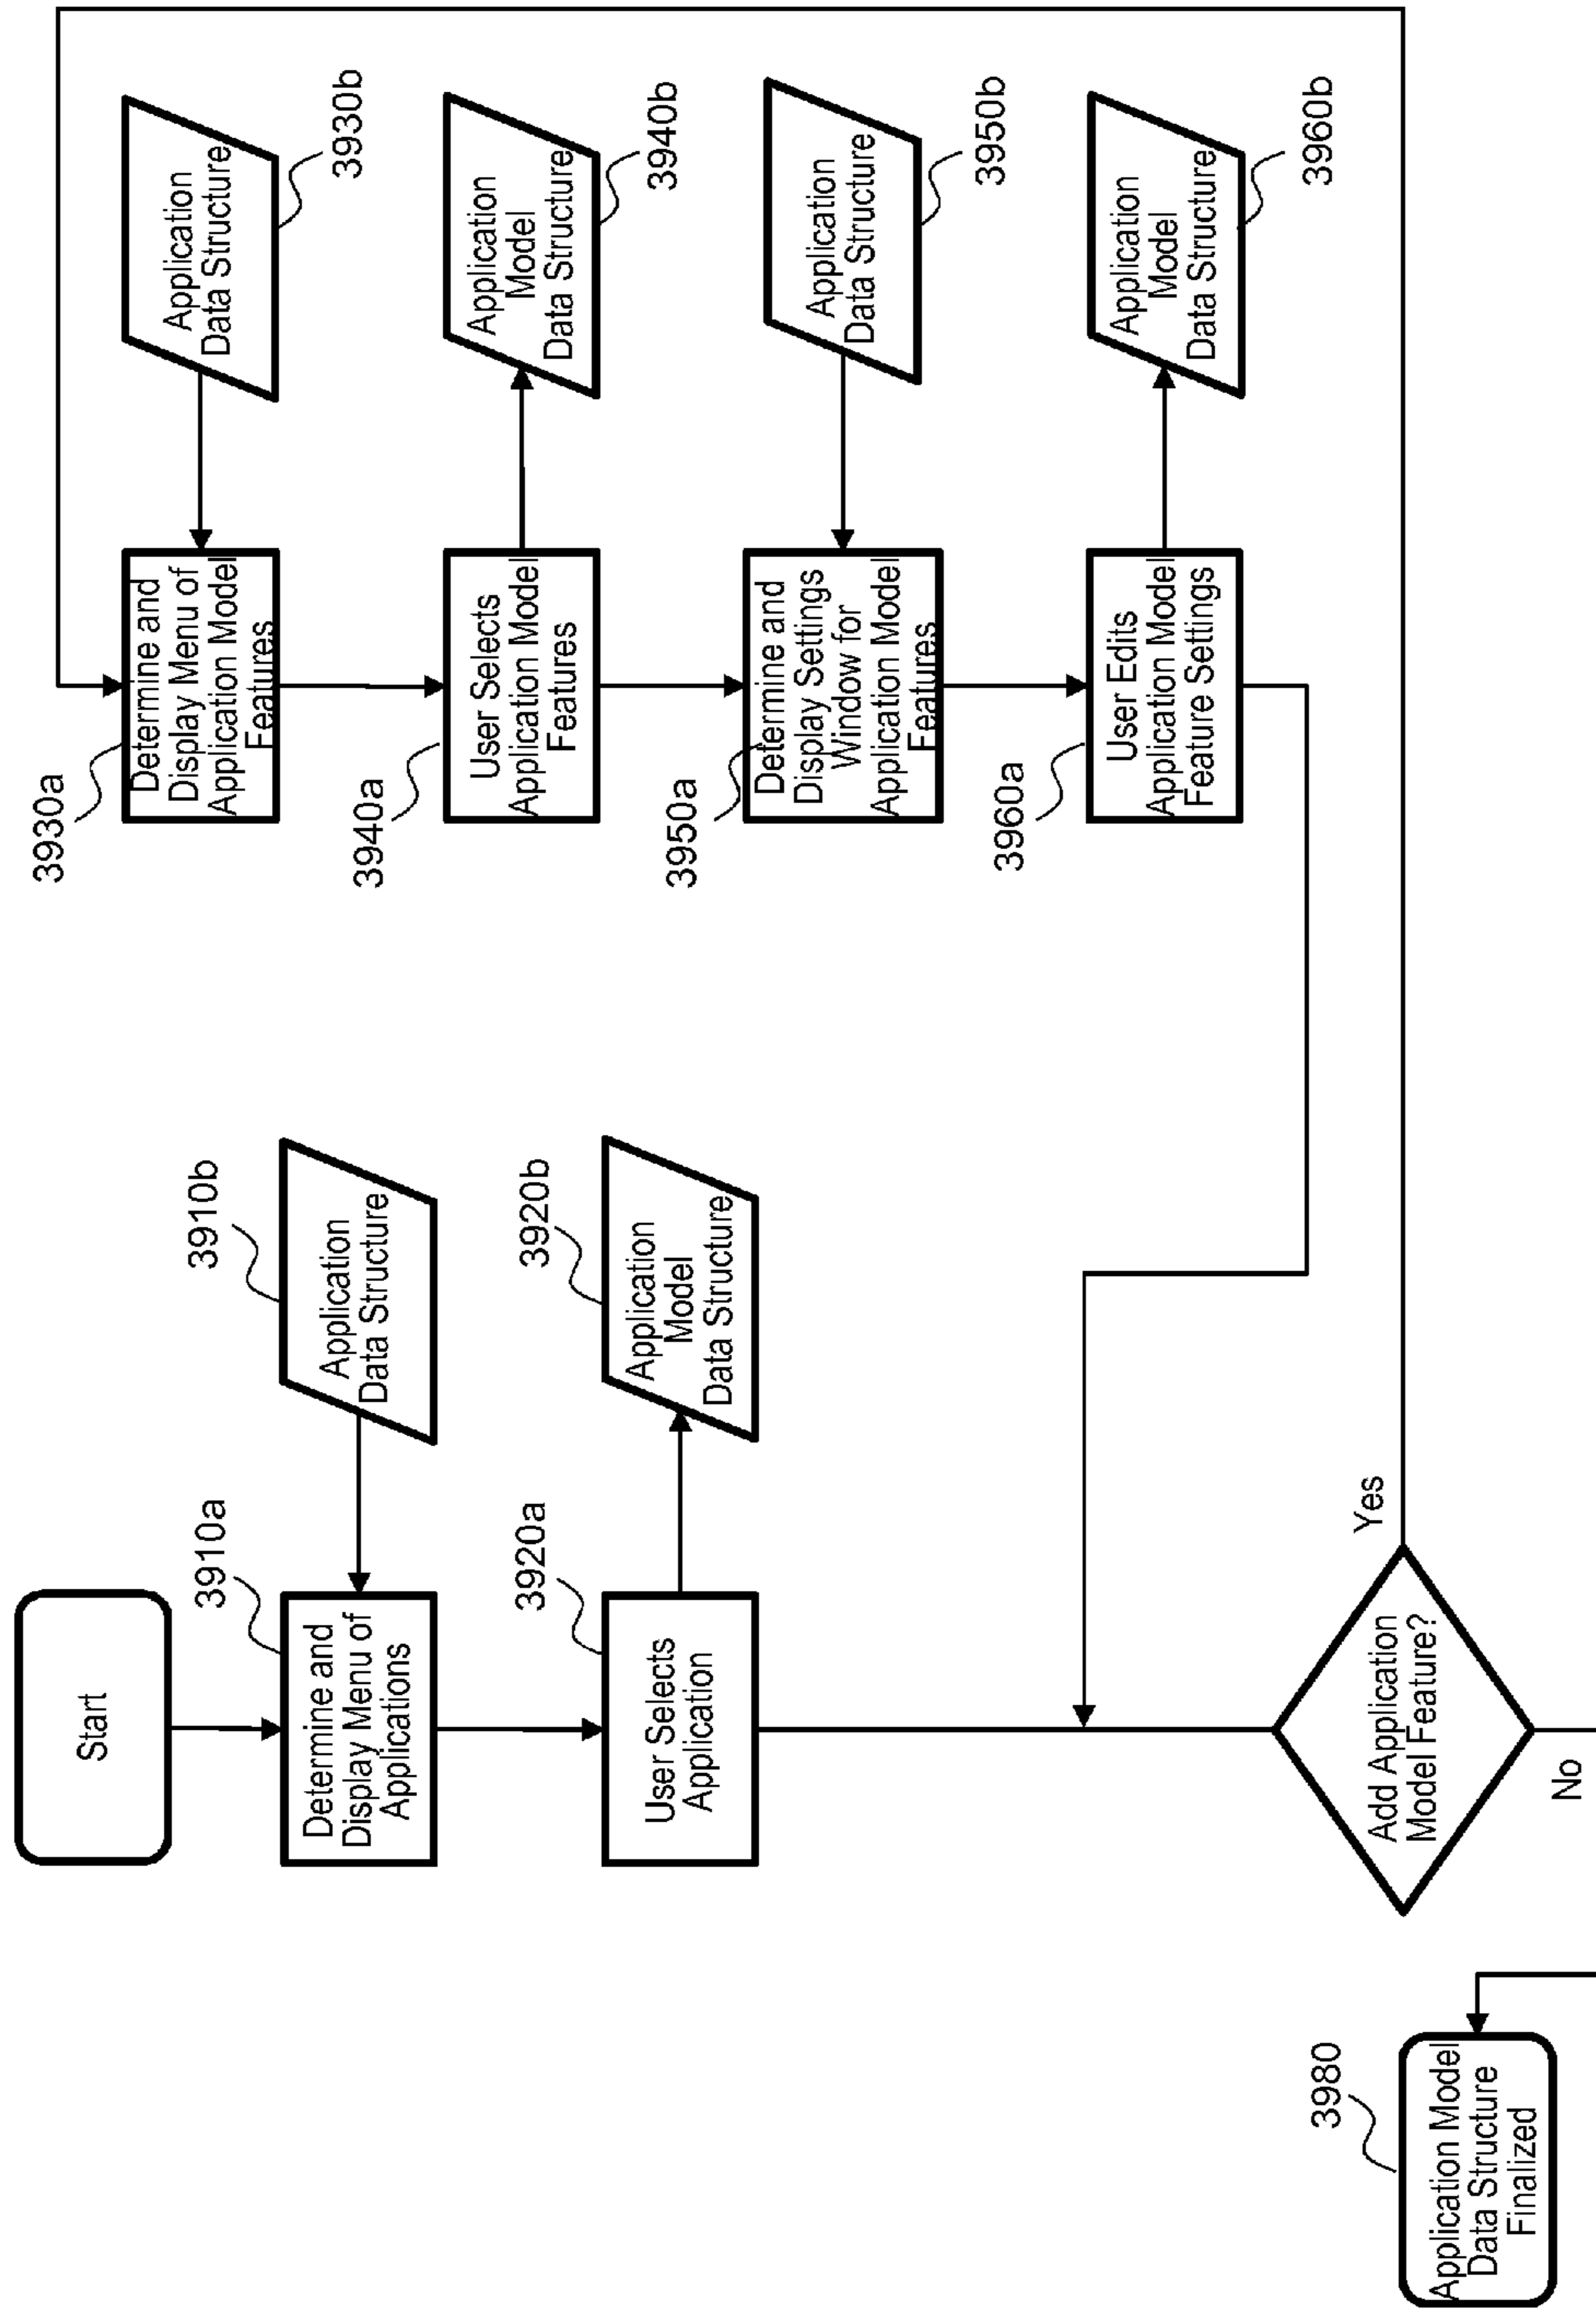 Start
3910a
Determine and
Display Menu of
Applications
3910b
Application
Data Structure
3920a
User Selects
Application
3920b
Application
Model
Data Structure
Add Application
Model Feature?
Yes
No
3930a
Determine and
Display Menu of
Application Model
Features
3930b
Application
Data Structure
3940a
User Selects
Application Model
Features
3940b
Application
Model
Data Structure
3950a
Determine and
Display Settings
Window for
Application Model
Features
3950b
Application
Data Structure
3960a
User Edits
Application Model
Feature Settings
3960b
Application
Model
Data Structure
3980
Application Model
Data Structure
Finalized